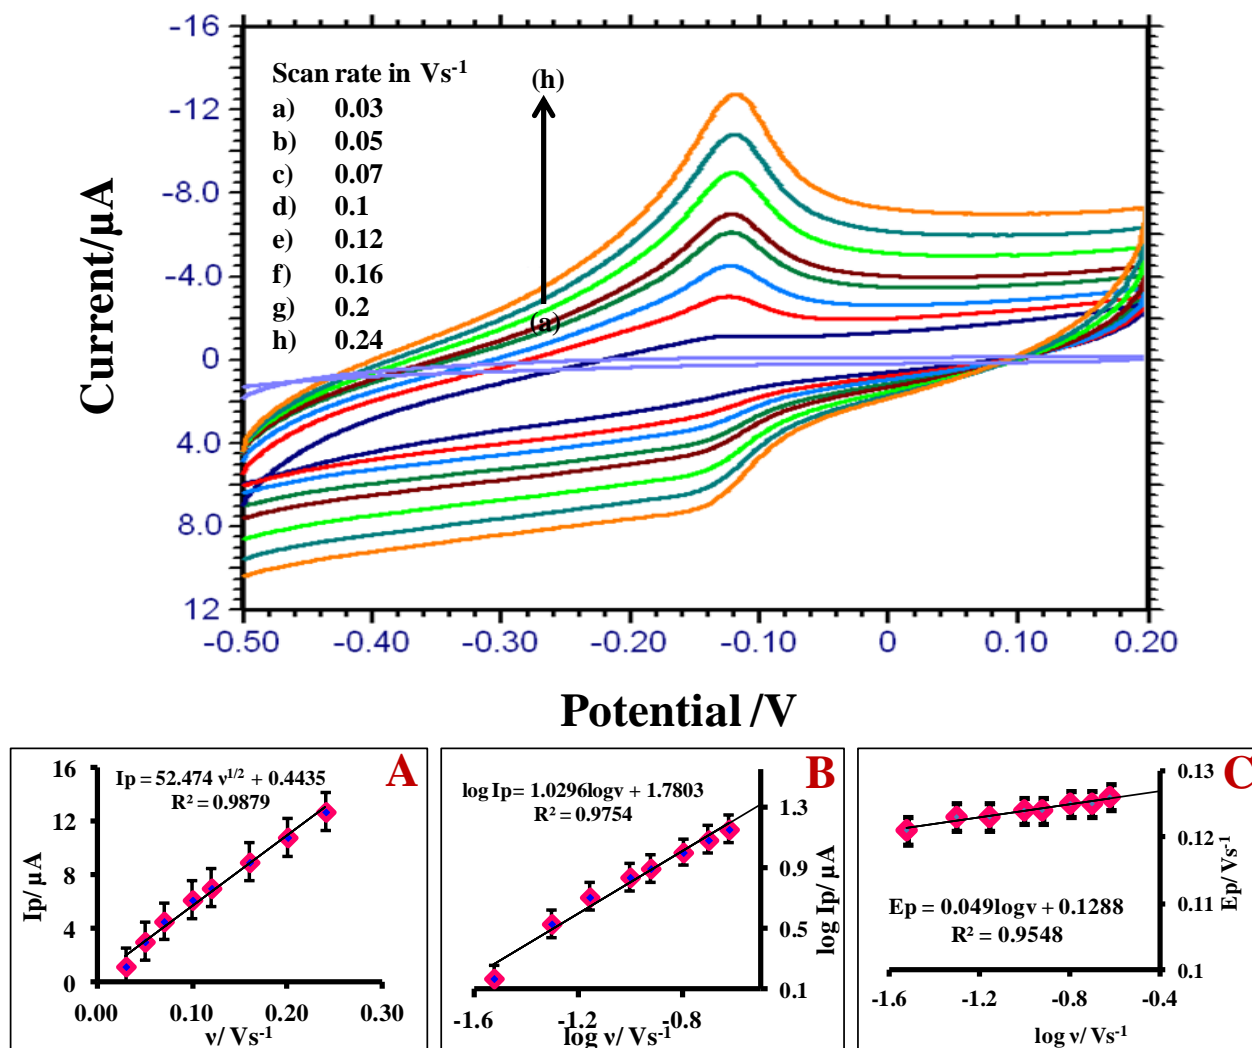 -16
-12
-8.0
-4.0
0
4.0
8.0
12
Current/µA
Scan rate in Vs⁻¹
a) 0.03
b) 0.05
c) 0.07
d) 0.1
e) 0.12
f) 0.16
g) 0.2
h) 0.24
(h)
(a)
-0.50 -0.40 -0.30 -0.20 -0.10 0 0.10 0.20
Potential /V
A
Ip = 52.474 ν^1/2 + 0.4435
R² = 0.9879
16
12
8
4
0
Ip/ µA
0.00 0.10 0.20 0.30
ν/ Vs⁻¹
B
log Ip= 1.0296logv + 1.7803
R² = 0.9754
1.3
0.9
0.5
0.1
log Ip/ µA
-1.6 -1.2 -0.8
log ν/ Vs⁻¹
C
0.13
0.12
0.11
0.1
Ep/ Vs⁻¹
Ep = 0.049logv + 0.1288
R² = 0.9548
-1.6 -1.2 -0.8 -0.4
log ν/ Vs⁻¹